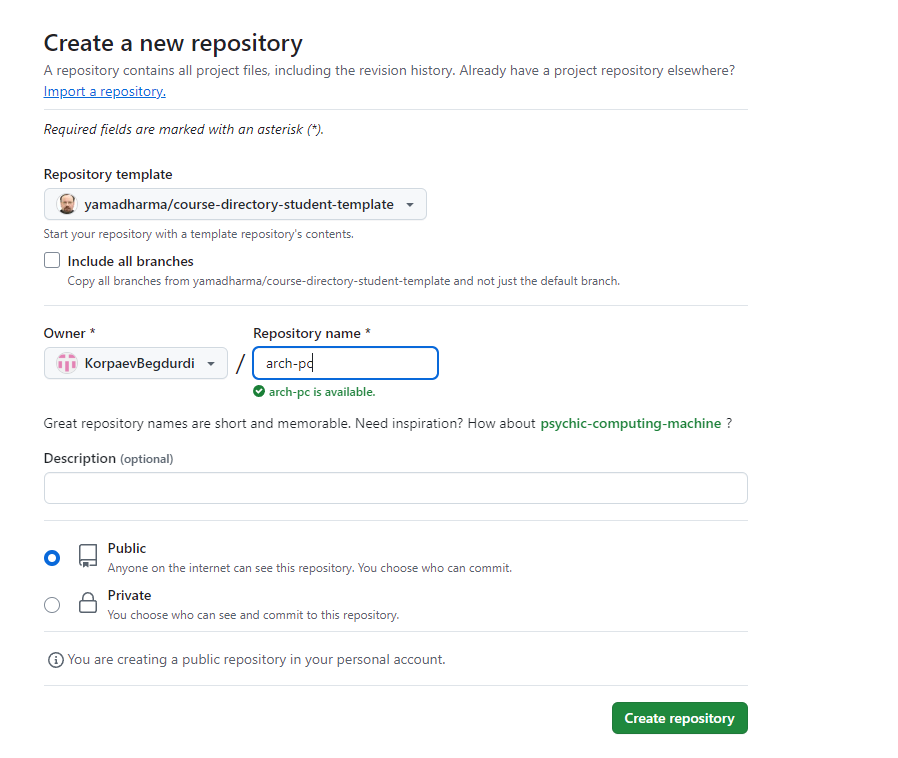 Create a new repository
A repository contains all project files, including the revision history. Already have a project repository elsewhere?
Import a repository.
Required fields are marked with an asterisk (*).
Repository template
yamadharma/course-directory-student-template
Start your repository with a template repository's contents.
Include all branches
Copy all branches from yamadharma/course-directory-student-template and not just the default branch.
Owner * Repository name *
KorpaevBegdurdi / arch-pc
arch-pc is available.
Great repository names are short and memorable. Need inspiration? How about psychic-computing-machine ?
Description (optional)
Public
Anyone on the internet can see this repository. You choose who can commit.
Private
You choose who can see and commit to this repository.
You are creating a public repository in your personal account.
Create repository